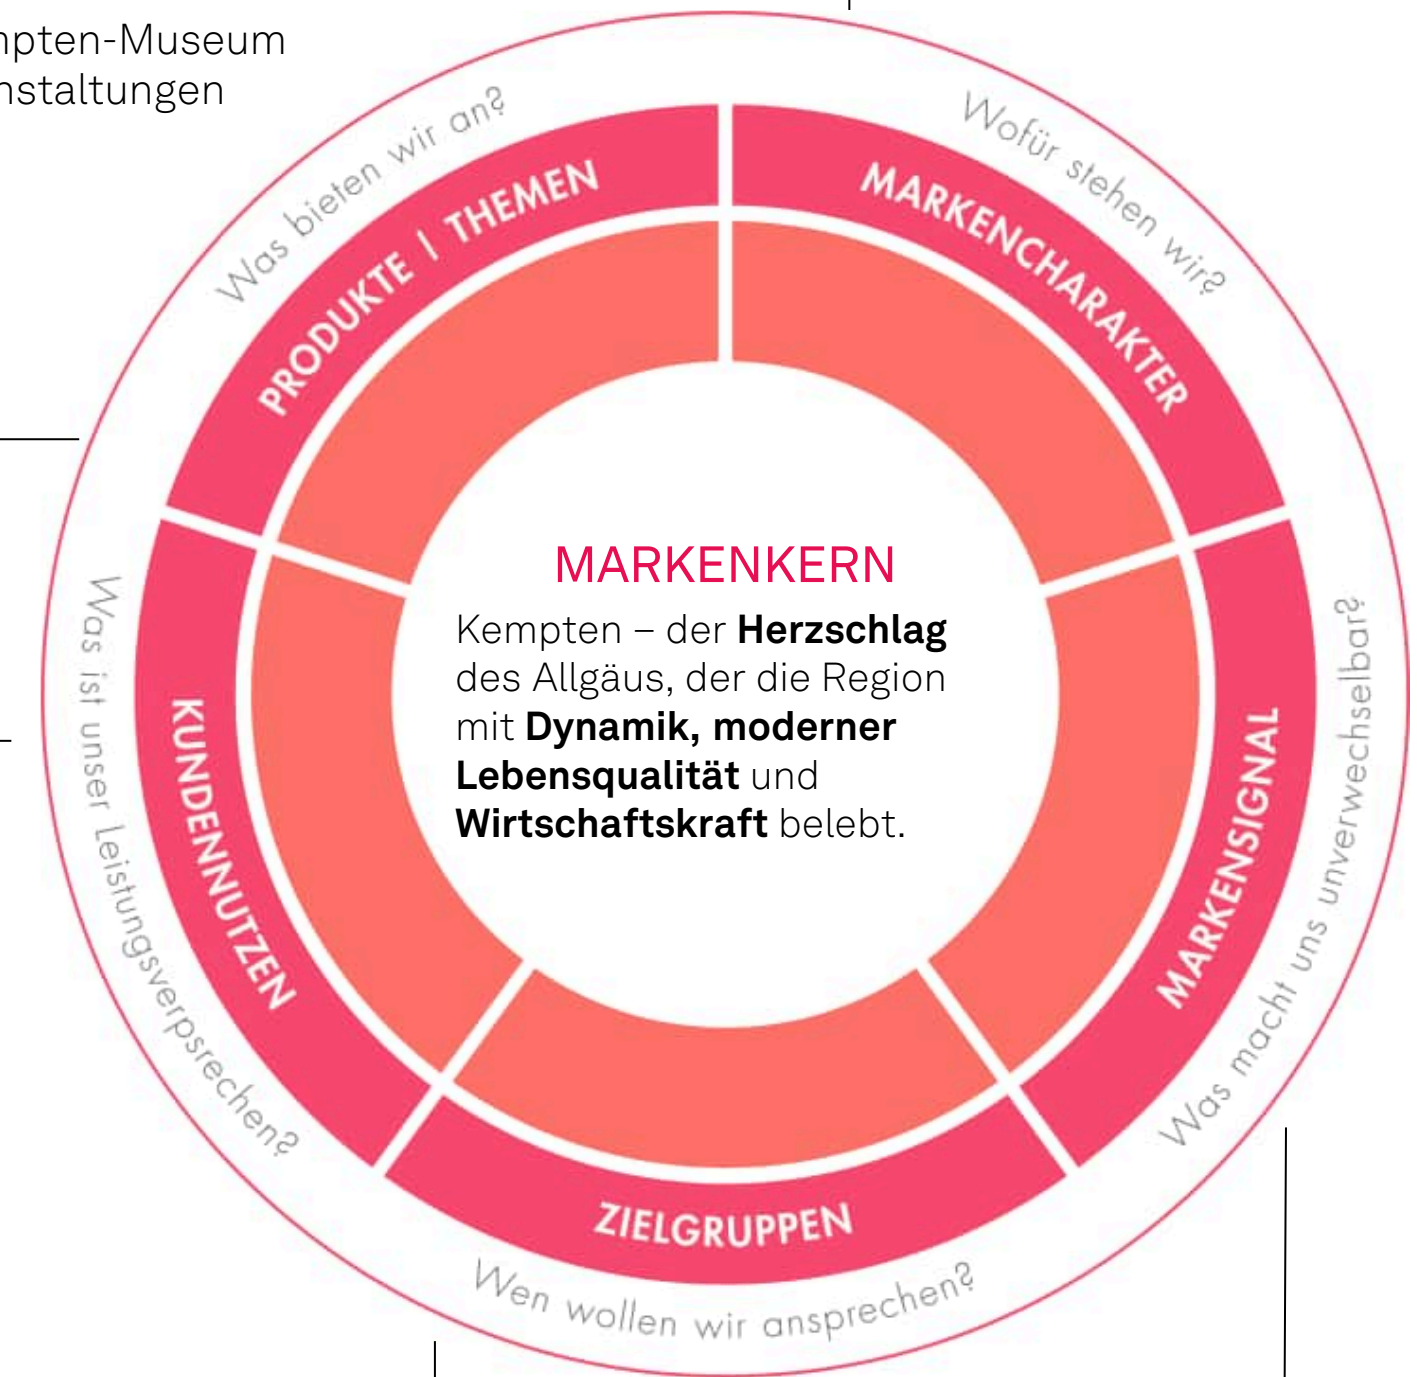 mpten-Museum
nstaltungen
Was bieten wir an?
PRODUKTE | THEMEN
Wofür stehen wir?
MARKENCHARAKTER
MARKENKERN
Kempten – der Herzschlag
des Allgäus, der die Region
mit Dynamik, moderner
Lebensqualität und
Wirtschaftskraft belebt.
Was macht uns unverwechselbar?
MARKENSIGNAL
ZIELGRUPPEN
Wen wollen wir ansprechen?
KUNDENNUTZEN
Was ist unser Leistungsverpsrechen?